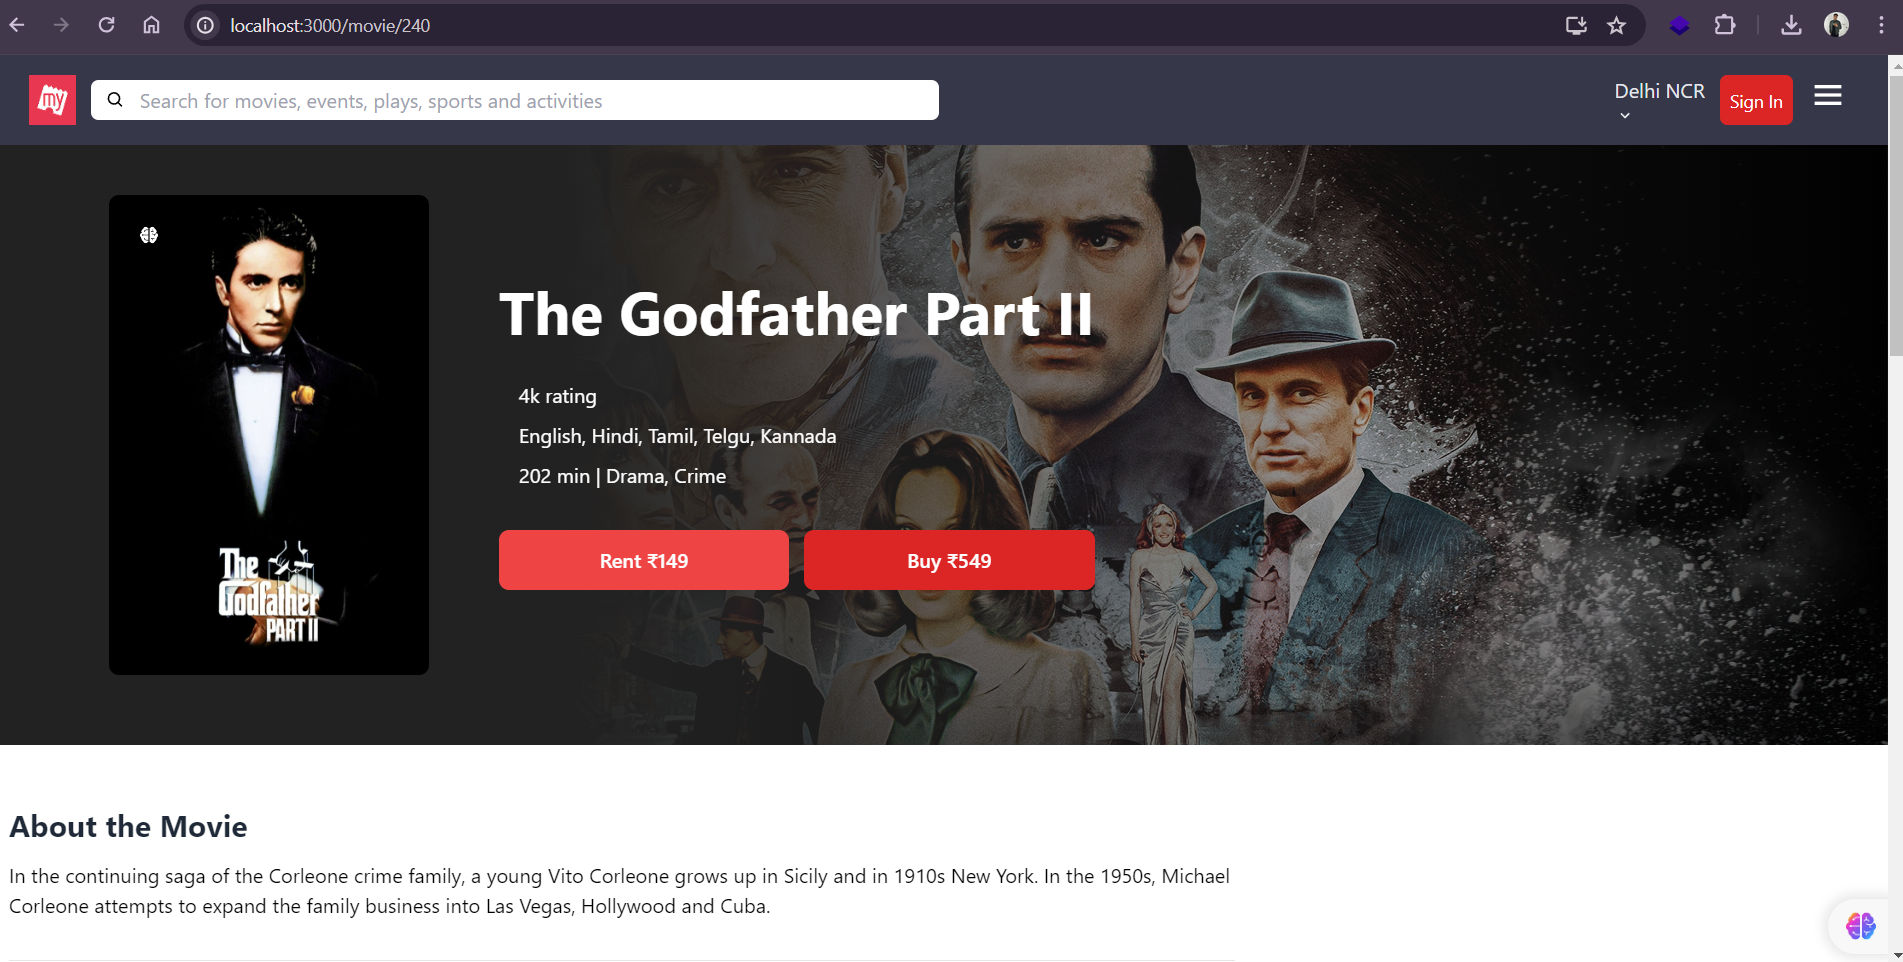 localhost:3000/movie/240
my
Search for movies, events, plays, sports and activities
Delhi NCR
Sign In
The Godfather Part II
4k rating
English, Hindi, Tamil, Telgu, Kannada
202 min | Drama, Crime
Rent ₹149
Buy ₹549
The
Godfather
PART II
About the Movie
In the continuing saga of the Corleone crime family, a young Vito Corleone grows up in Sicily and in 1910s New York. In the 1950s, Michael
Corleone attempts to expand the family business into Las Vegas, Hollywood and Cuba.